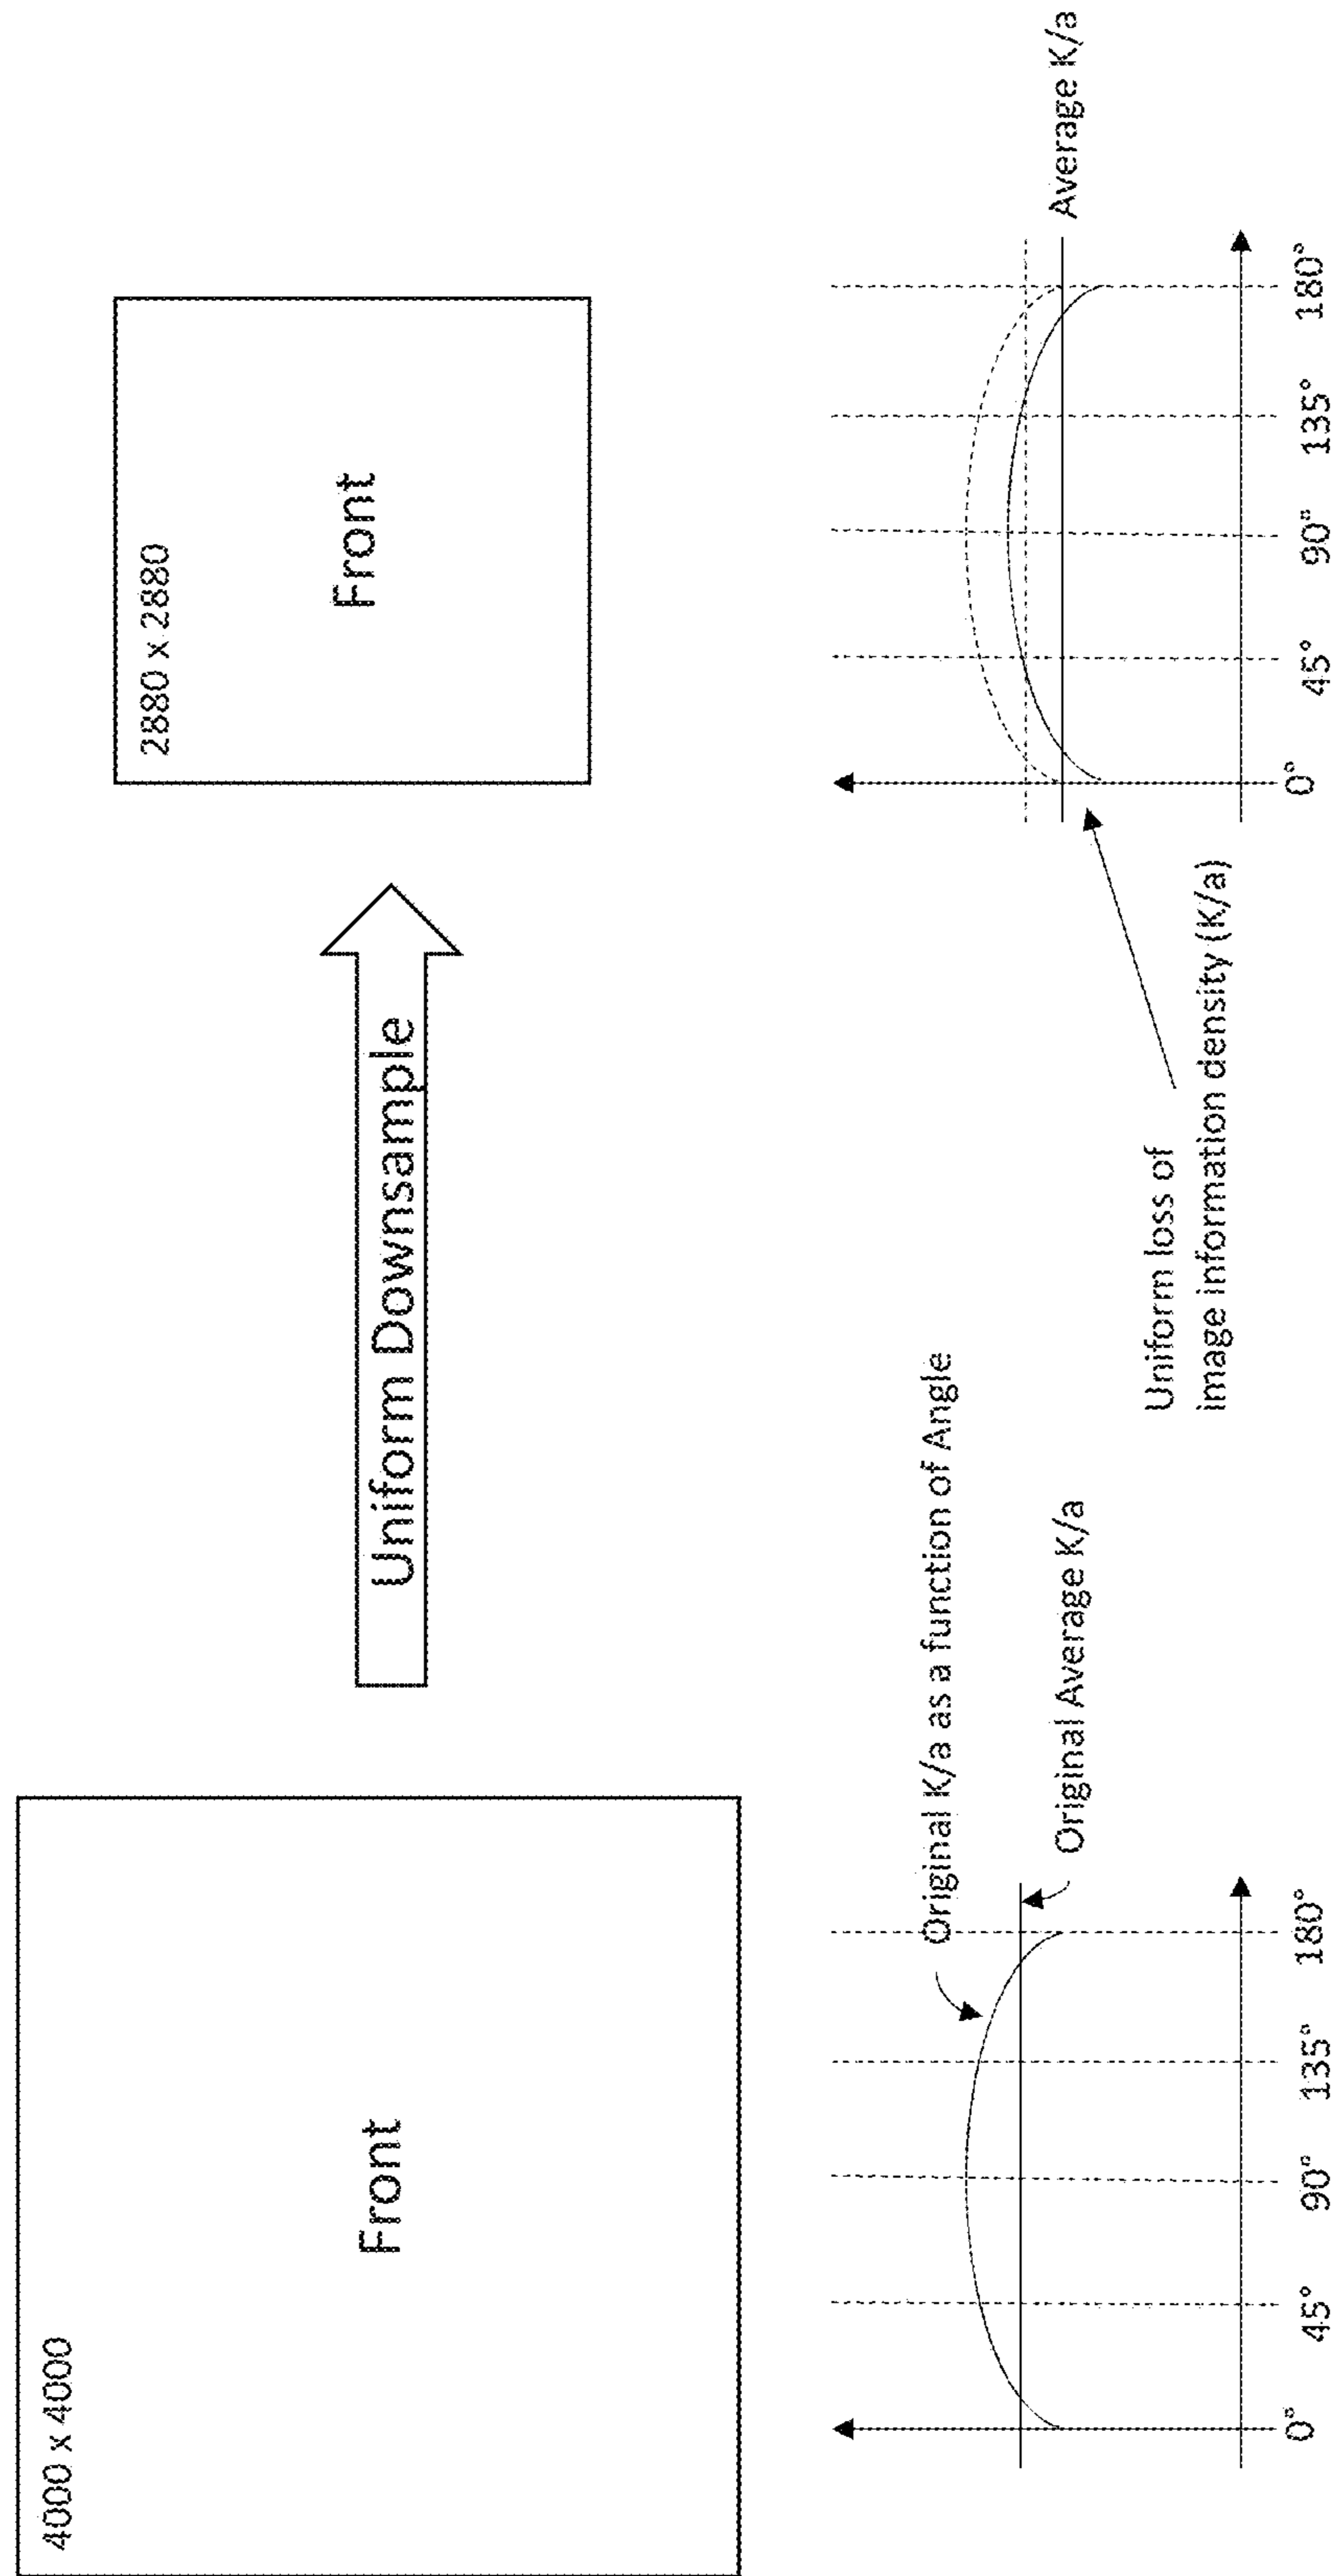 4000 x 4000
Front
Uniform Downsample
2880 x 2880
Front
Original K/a as a function of Angle
Original Average K/a
0° 45° 90° 135° 180°
Uniform loss of
image information density (K/a)
Average K/a
0° 45° 90° 135° 180°